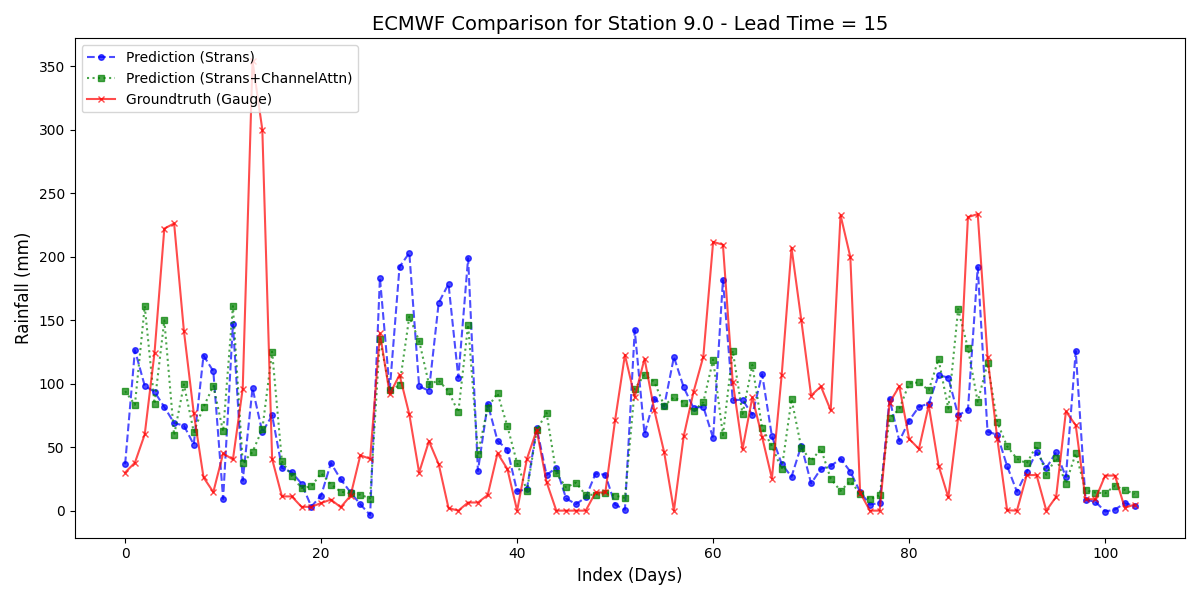 ECMWF Comparison for Station 9.0 - Lead Time = 15
Prediction (Strans)
Prediction (Strans+ChannelAttn)
Groundtruth (Gauge)
Rainfall (mm)
350
300
250
200
150
100
50
0
0
20
40
60
80
100
Index (Days)